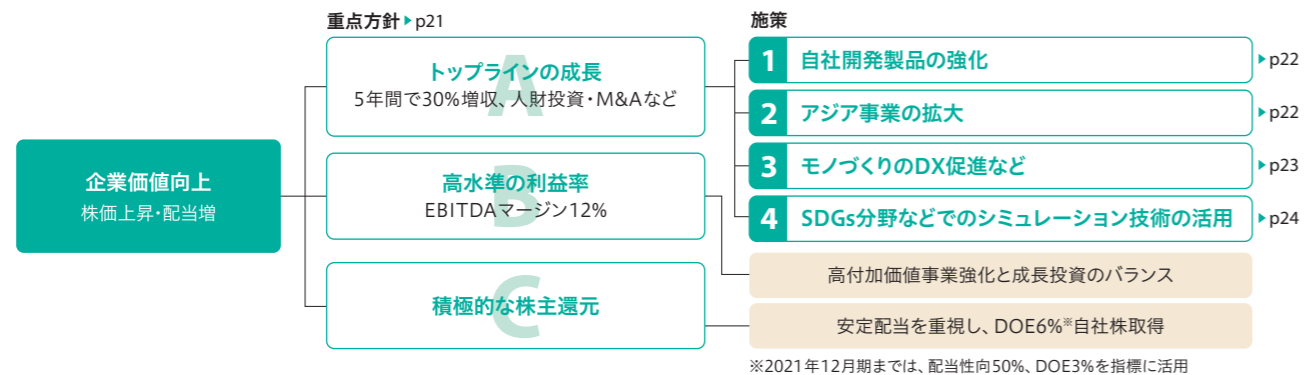 重点方針▶p21
施策
企業価値向上
株価上昇・配当増
A
トップラインの成長
5年間で30%増収、人財投資・M&Aなど
B
高水準の利益率
EBITDAマージン12%
C
積極的な株主還元
1 自社開発製品の強化 ▶p22
2 アジア事業の拡大 ▶p22
3 モノづくりのDX促進など ▶p23
4 SDGs分野などでのシミュレーション技術の活用 ▶p24
高付加価値事業強化と成長投資のバランス
安定配当を重視し、DOE6%※自社株取得
※2021年12月期までは、配当性向50%、DOE3%を指標に活用